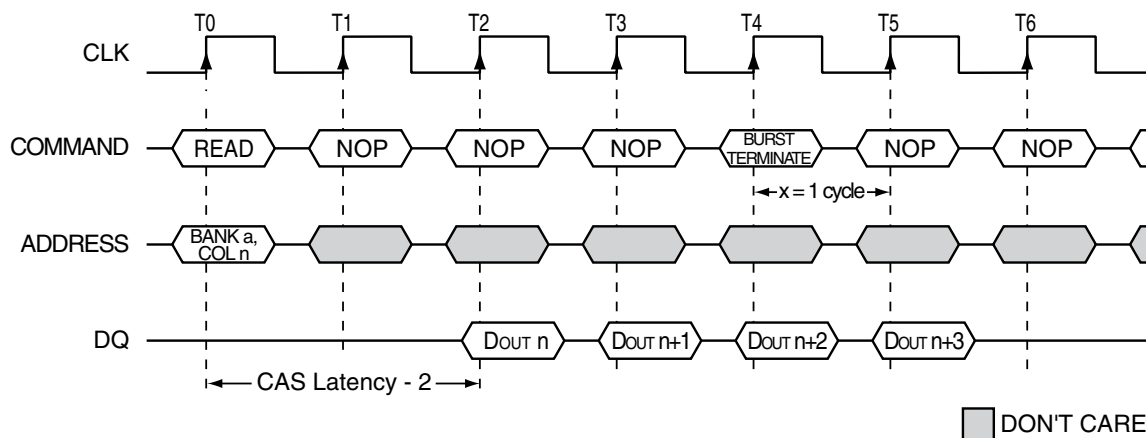 T0 T1 T2 T3 T4 T5 T6
CLK
COMMAND READ NOP NOP NOP BURST TERMINATE NOP NOP
x = 1 cycle
ADDRESS BANK a, COL n
DQ DOUT n DOUT n+1 DOUT n+2 DOUT n+3
CAS Latency - 2
DON'T CARE